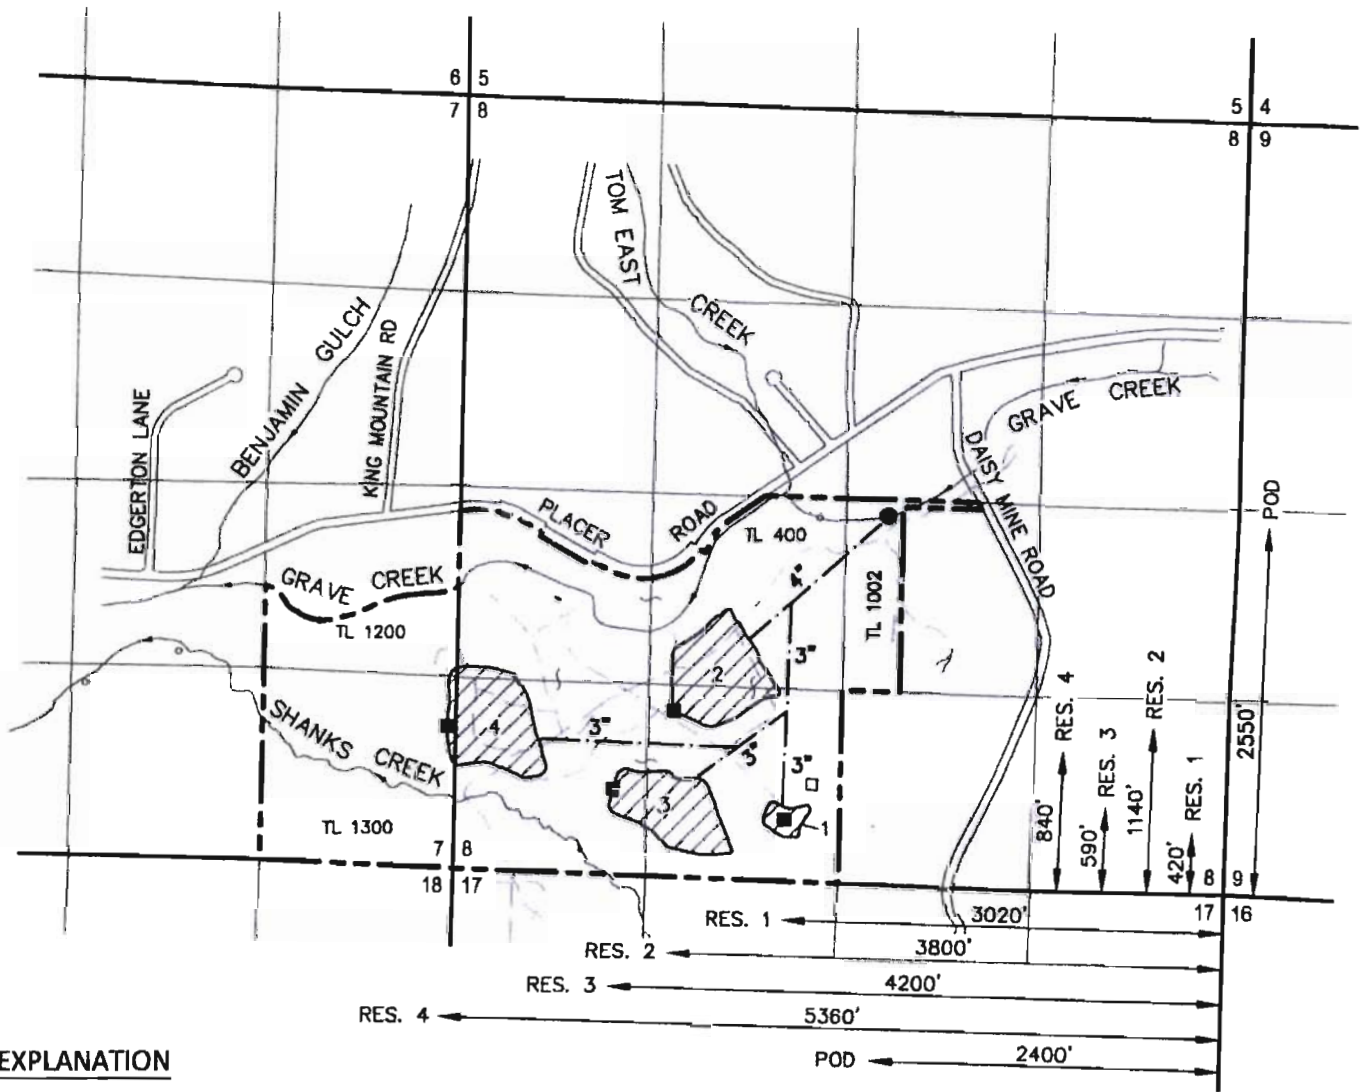 6 5
7 8
5 4
8 9
TOM EAST
CREEK
BENJAMIN GULCH
KING MOUNTAIN RD
EDGERTON LANE
GRAVE CREEK
DAISY MINE ROAD
PLACER ROAD
TL 400
POD
GRAVE CREEK
TL 1200
4"
TL 1002
3"
2
4
3"
3"
3"
3
1
SHANKS CREEK
TL 1300
840' RES. 4
590' RES. 3
1140' RES. 2
420' RES. 1
2550'
7 8
18 17
8 9
17 16
RES. 1 3020'
RES. 2 3800'
RES. 3 4200'
RES. 4 5360'
POD 2400'
EXPLANATION